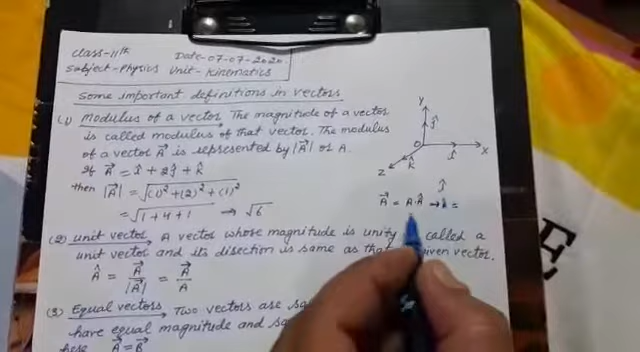 Class-11th Date-07-07-2020.
Subject-Physics Unit-Kinematics
Some important definitions in vectors
(1) Modulus of a vector The magnitude of a vector
is called modulus of that vector. The modulus
of a vector A⃗ is represented by |A⃗| or A.
If A⃗ = î + 2ĵ + k̂
then |A⃗| = √(1)² + (2)² + (1)²
= √1 + 4 + 1 → √6
Y
ĵ
O
X
î
Z
k̂
ĵ
A⃗ = A.Â → =
(2) Unit vector A vector whose magnitude is unity called a
unit vector and its direction is same as given vector.
Â = A⃗/|A⃗| = A⃗/A
(3) Equal vectors Two vectors are
have equal magnitude and
here A⃗ = B⃗
E